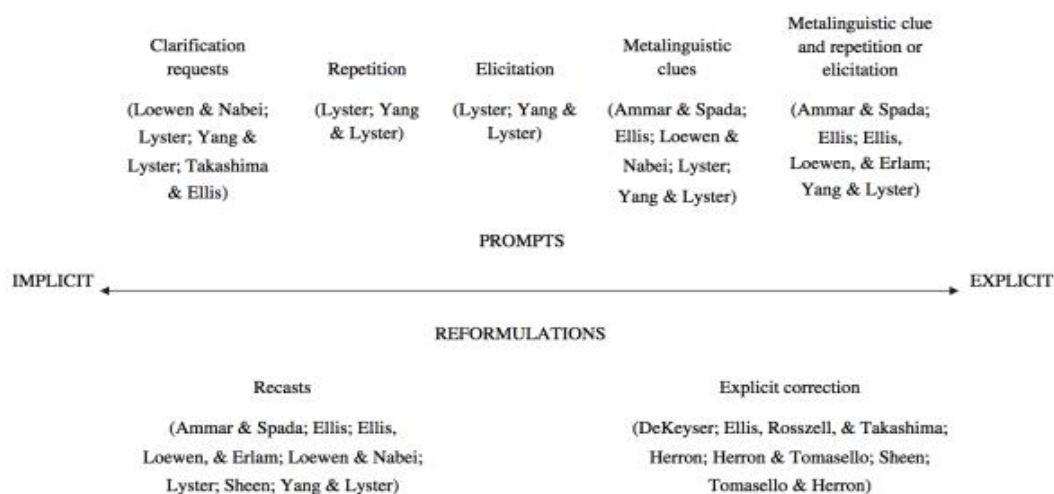 Clarification
requests
(Loewen & Nabei;
Lyster; Yang &
Lyster; Takashima
& Ellis)
Repetition
(Lyster; Yang
& Lyster)
Elicitation
(Lyster; Yang &
Lyster)
Metalinguistic
clues
(Ammar & Spada;
Ellis; Loewen &
Nabei; Lyster;
Yang & Lyster)
Metalinguistic clue
and repetition or
elicitation
(Ammar & Spada;
Ellis; Ellis,
Loewen, & Erlam;
Yang & Lyster)
PROMPTS
IMPLICIT
EXPLICIT
REFORMULATIONS
Recasts
(Ammar & Spada; Ellis; Ellis,
Loewen, & Erlam; Loewen & Nabei;
Lyster; Sheen; Yang & Lyster)
Explicit correction
(DeKeyser; Ellis, Rosszell, & Takashima;
Herron; Herron & Tomasello; Sheen;
Tomasello & Herron)